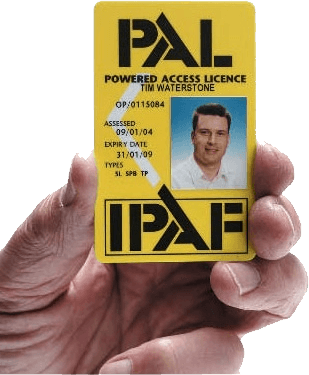 PAL
POWERED ACCESS LICENCE
TIM WATERSTONE
OP/0115084
ASSESSED
09/01/04
EXPIRY DATE
31/01/09
TYPES
SL SPB TP
IPAF